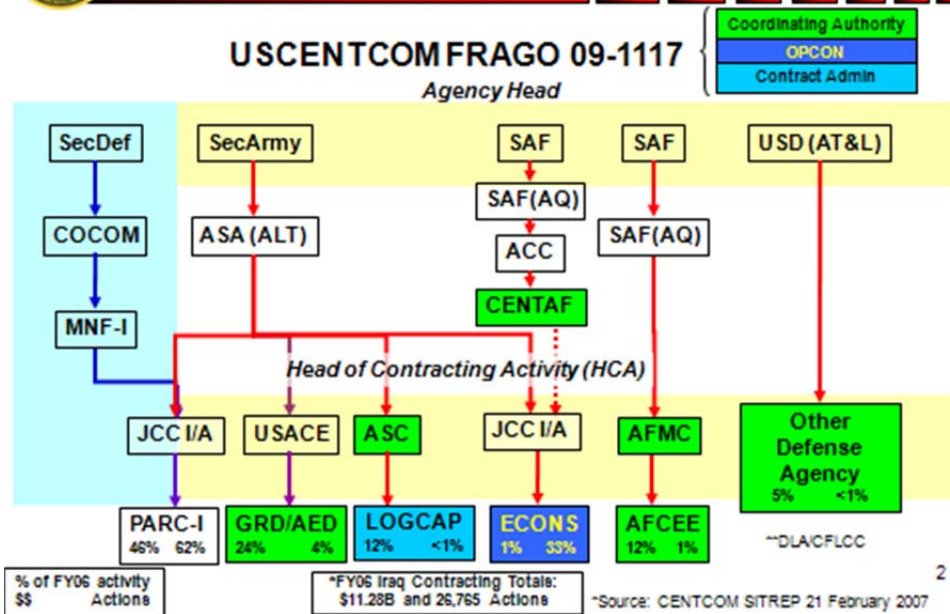 USCENTCOM FRAGO 09-1117
Coordinating Authority
OPCON
Contract Admin
Agency Head
SecDef
SecArmy
SAF
SAF
USD (AT&L)
SAF(AQ)
COCOM
ASA (ALT)
ACC
SAF(AQ)
CENTAF
MNF-I
Head of Contracting Activity (HCA)
JCC I/A
USACE
ASC
JCC I/A
AFMC
Other
Defense
Agency
5% <1%
PARC-I
46% 62%
GRD/AED
24% 4%
LOGCAP
12% <1%
ECONS
1% 33%
AFCEE
12% 1%
**DLA/CFLCC
% of FY06 activity
$$ Actions
*FY06 Iraq Contracting Totals:
$11.28B and 26,765 Actions
*Source: CENTCOM SITREP 21 February 2007
2